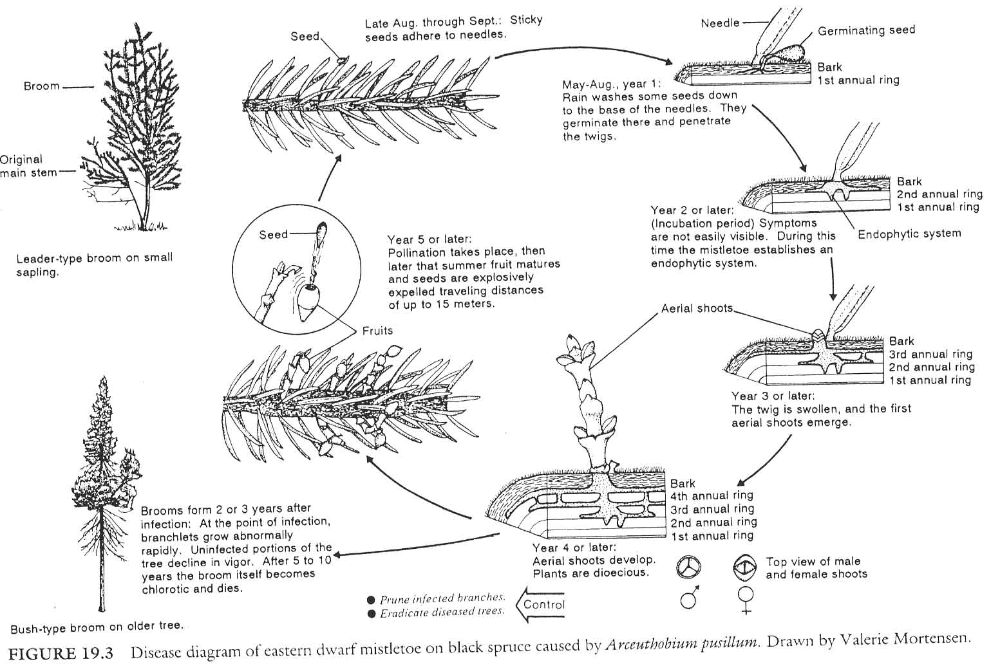 Late Aug. through Sept.: Sticky
seeds adhere to needles.
Seed
Needle
Germinating seed
Bark
1st annual ring
May-Aug., year 1:
Rain washes some seeds down
to the base of the needles. They
germinate there and penetrate
the twigs.
Broom
Original
main stem
Leader-type broom on small
sapling.
Bark
2nd annual ring
1st annual ring
Endophytic system
Year 2 or later:
(Incubation period) Symptoms
are not easily visible. During this
time the mistletoe establishes an
endophytic system.
Seed
Year 5 or later:
Pollination takes place, then
later that summer fruit matures
and seeds are explosively
expelled traveling distances
of up to 15 meters.
Fruits
Aerial shoots
Bark
3rd annual ring
2nd annual ring
1st annual ring
Year 3 or later:
The twig is swollen, and the first
aerial shoots emerge.
Bark
4th annual ring
3rd annual ring
2nd annual ring
1st annual ring
Year 4 or later:
Aerial shoots develop.
Plants are dioecious.
Top view of male
and female shoots
♂ ♀
Brooms form 2 or 3 years after
infection: At the point of infection,
branchlets grow abnormally
rapidly. Uninfected portions of the
tree decline in vigor. After 5 to 10
years the broom itself becomes
chlorotic and dies.
Control
● Prune infected branches.
● Eradicate diseased trees.
Bush-type broom on older tree.
FIGURE 19.3 Disease diagram of eastern dwarf mistletoe on black spruce caused by Arceuthobium pusillum. Drawn by Valerie Mortensen.